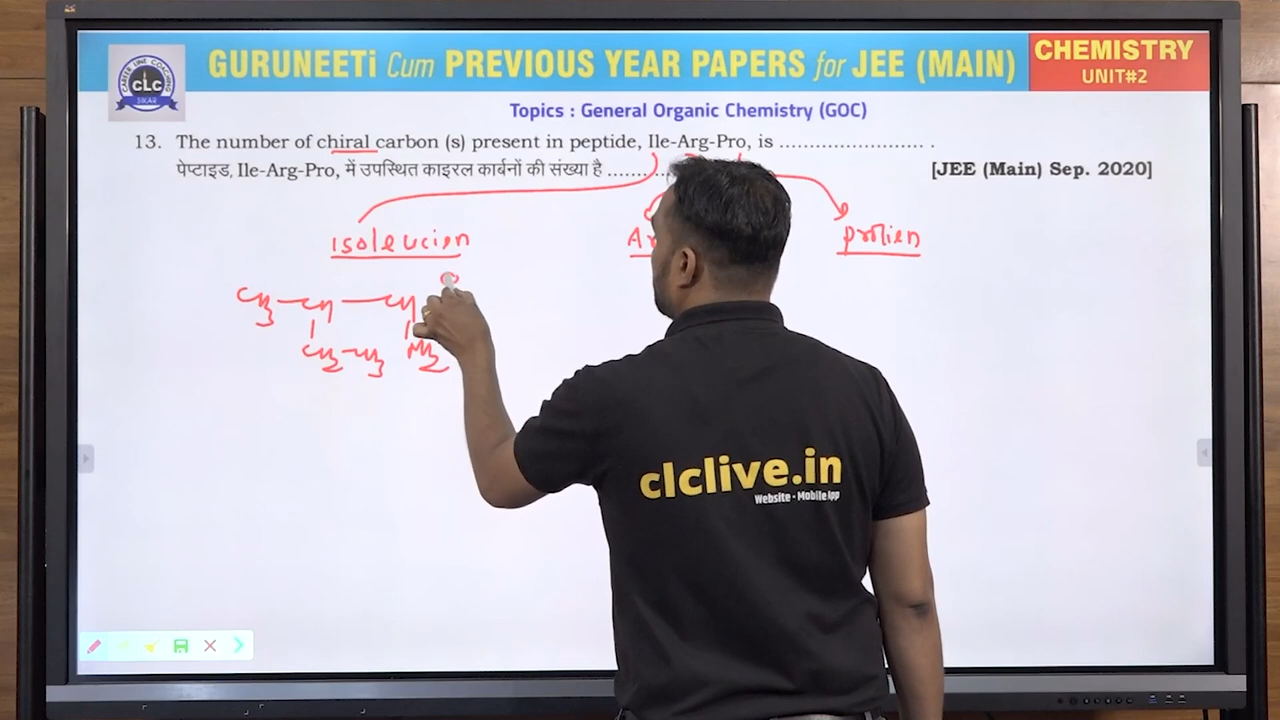 GURUNEETi Cum PREVIOUS YEAR PAPERS for JEE (MAIN)
CHEMISTRY
UNIT#2
CAREER LINE COACHING
CLC
SIKAR
Topics : General Organic Chemistry (GOC)
13. The number of chiral carbon (s) present in peptide, Ile-Arg-Pro, is ........................ .
पेप्टाइड, Ile-Arg-Pro, में उपस्थित काइरल कार्बनों की संख्या है .......
[JEE (Main) Sep. 2020]
Isoleucien
Ar
Prolien
CH3—CH—CH
CH2—CH3 NH2
clclive.in
Website - Mobile App